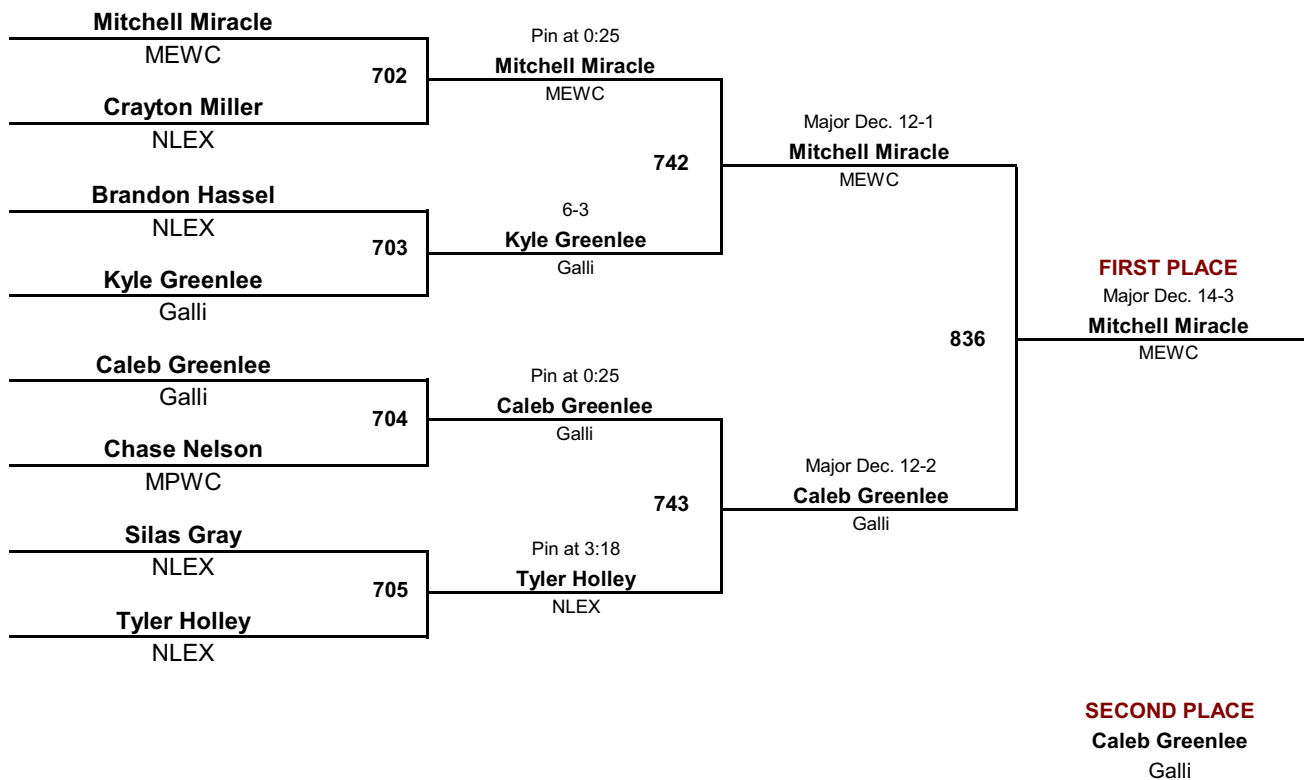 Mitchell Miracle
MEWC
702
Crayton Miller
NLEX
Brandon Hassel
NLEX
703
Kyle Greenlee
Galli
Caleb Greenlee
Galli
704
Chase Nelson
MPWC
Silas Gray
NLEX
705
Tyler Holley
NLEX
Pin at 0:25
Mitchell Miracle
MEWC
742
6-3
Kyle Greenlee
Galli
Pin at 0:25
Caleb Greenlee
Galli
743
Pin at 3:18
Tyler Holley
NLEX
Major Dec. 12-1
Mitchell Miracle
MEWC
836
Major Dec. 12-2
Caleb Greenlee
Galli
FIRST PLACE
Major Dec. 14-3
Mitchell Miracle
MEWC
SECOND PLACE
Caleb Greenlee
Galli